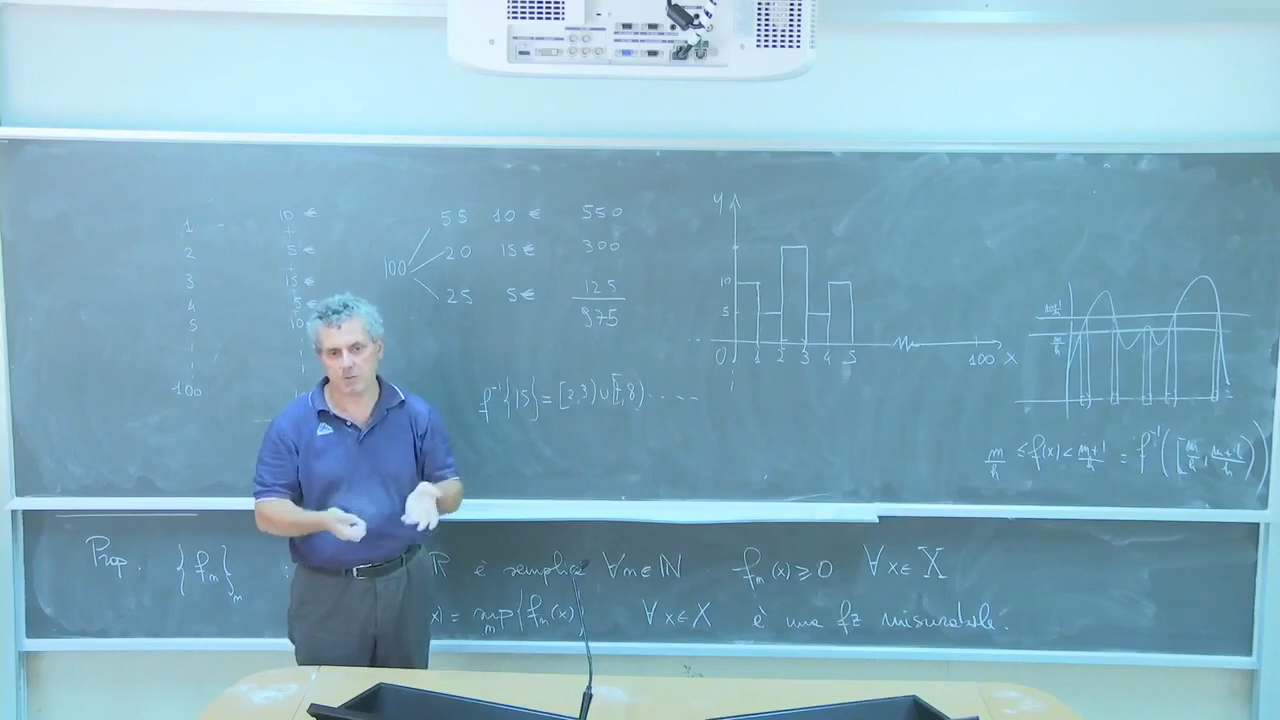 1 10 €
+
2 5 €
+
3 15 €
+
4 5 €
5 10
100
100
55 10 € 550
20 15 € 300
25 5 € 125
975
f⁻¹{15} = [2,3) ∪ [7,8) .....
y
10
5
0 1 2 3 4 5 100 x
m+1/h
m/h
m/h ≤ f(x) < m+1/h = f⁻¹([m/h, m+1/h))
Prop. {fₙ}ₙ : R è semplice ∀n∈ℕ fₙ(x) ≥ 0 ∀x∈X
x) = supₙ{fₙ(x)} ∀x∈X è una fz misurabile.